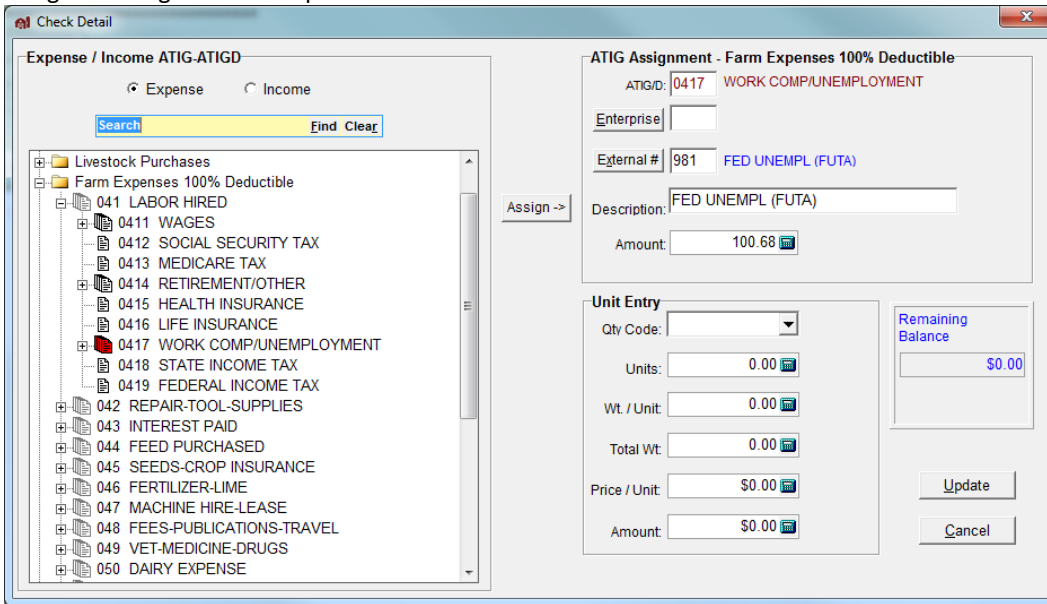 Check Detail
Expense / Income ATIG-ATIGD
Expense Income
Search Find Clear
Livestock Purchases
Farm Expenses 100% Deductible
041 LABOR HIRED
0411 WAGES
0412 SOCIAL SECURITY TAX
0413 MEDICARE TAX
0414 RETIREMENT/OTHER
0415 HEALTH INSURANCE
0416 LIFE INSURANCE
0417 WORK COMP/UNEMPLOYMENT
0418 STATE INCOME TAX
0419 FEDERAL INCOME TAX
042 REPAIR-TOOL-SUPPLIES
043 INTEREST PAID
044 FEED PURCHASED
045 SEEDS-CROP INSURANCE
046 FERTILIZER-LIME
047 MACHINE HIRE-LEASE
048 FEES-PUBLICATIONS-TRAVEL
049 VET-MEDICINE-DRUGS
050 DAIRY EXPENSE
Assign ->
ATIG Assignment - Farm Expenses 100% Deductible
ATIG/D: 0417 WORK COMP/UNEMPLOYMENT
Enterprise
External # 981 FED UNEMPL (FUTA)
Description: FED UNEMPL (FUTA)
Amount: 100.68
Unit Entry
Qty Code:
Units: 0.00
Wt. / Unit: 0.00
Total Wt: 0.00
Price / Unit: $0.00
Amount: $0.00
Remaining
Balance
$0.00
Update
Cancel